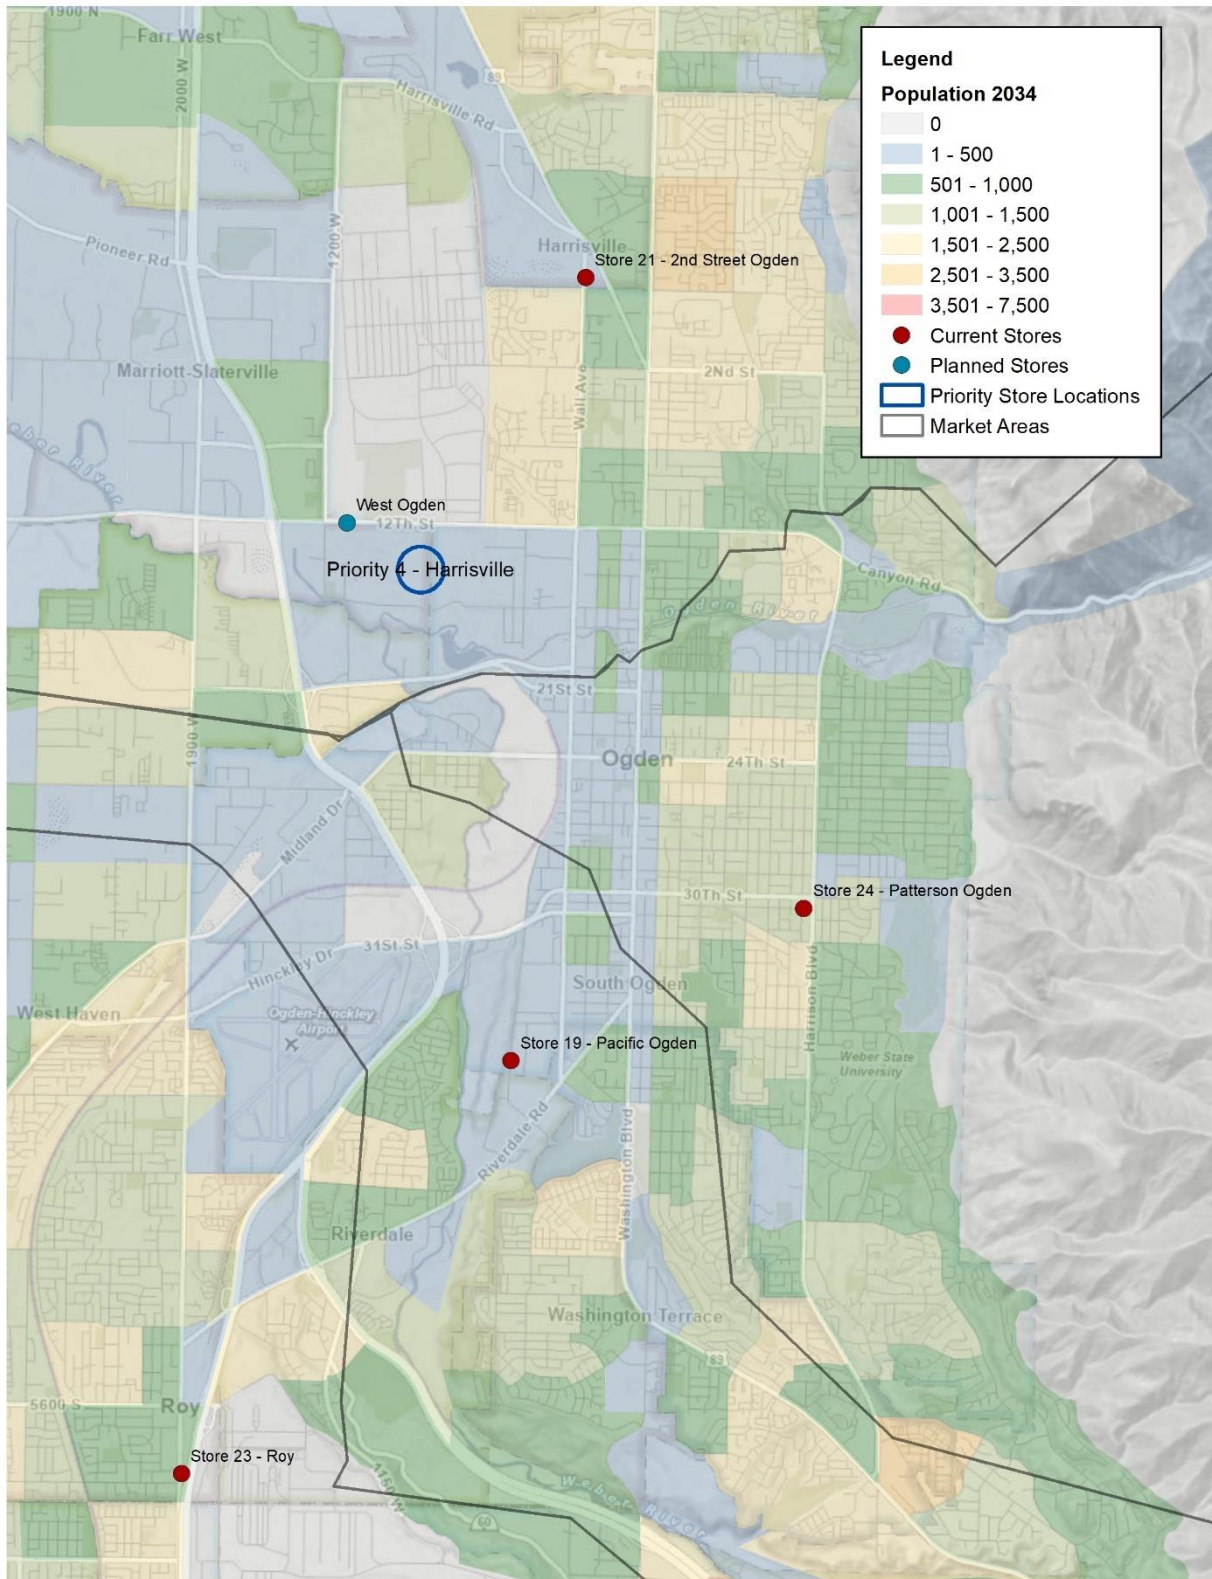 1900 N
Farr West
2000 W
89
Harrisville Rd
1200 W
Pioneer Rd
Harrisville
Store 21 - 2nd Street Ogden
Marriott-Slaterville
Wall Ave
2Nd St
eber River
West Ogden
12Th St
Priority 4 - Harrisville
Canyon Rd
Ogden River
21St St
1900 W
Ogden
24Th St
Midland Dr
30Th St
Store 24 - Patterson Ogden
31St St
Hinckley Dr
South Ogden
West Haven
Ogden-Hinckley
Airport
Harrison Blvd
Store 19 - Pacific Ogden
Weber State
University
Riverdale Rd
Washington Blvd
Riverdale
Washington Terrace
89
5600 S
Roy
Store 23 - Roy
1150 W
Weber River
60
Legend
Population 2034
0
1 - 500
501 - 1,000
1,001 - 1,500
1,501 - 2,500
2,501 - 3,500
3,501 - 7,500
Current Stores
Planned Stores
Priority Store Locations
Market Areas